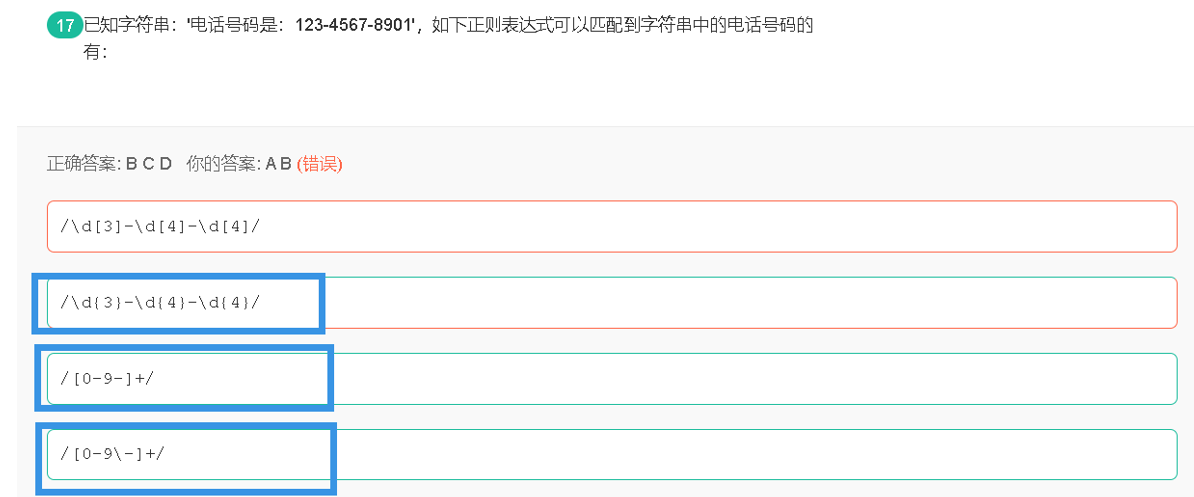 17 已知字符串：'电话号码是：123-4567-8901'，如下正则表达式可以匹配到字符串中的电话号码的
有：
正确答案: B C D 你的答案: A B (错误)
/\d[3]-\d[4]-\d[4]/
/\d{3}-\d{4}-\d{4}/
/[0-9-]+/
/[0-9\-]+/